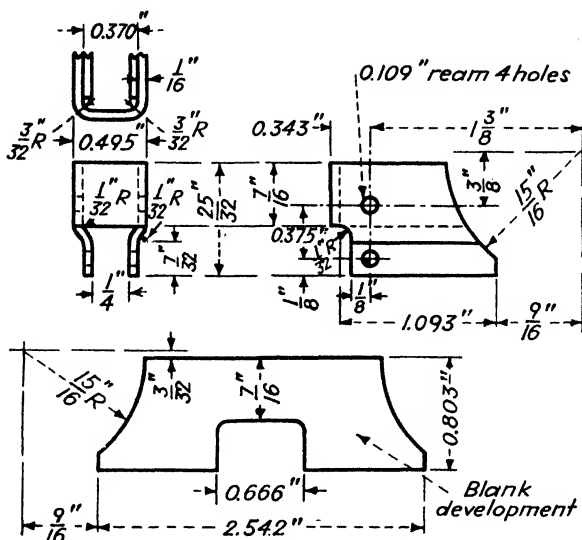 0.370"
1/16"
0.109" ream 4 holes
3/32" R
0.495"
3/32" R
0.343"
1 3/8"
1/32" R
1/32" R
25/32"
7/16"
3/8"
15/16" R
7/32"
0.375"
1/32" R
1/4"
1/8"
1/8"
1.093"
9/16"
15/16" R
3/32"
7/16"
0.803"
0.666"
Blank
development
9/16"
2.542"